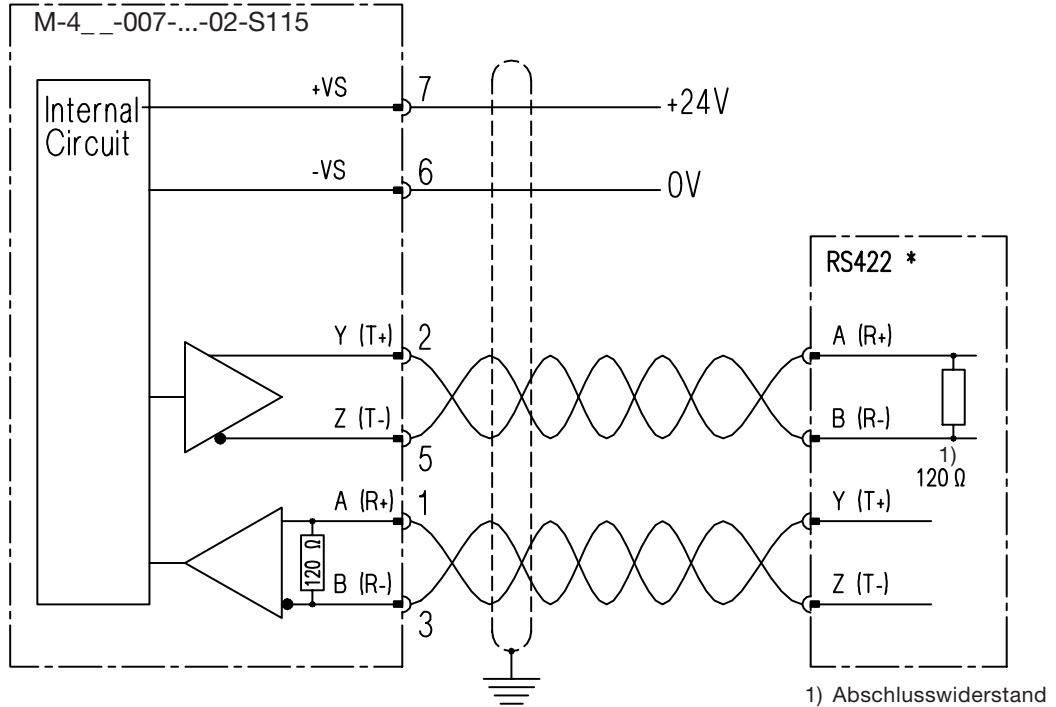 M-4_ _-007-...-02-S115
Internal
Circuit
+VS
7
+24V
-VS
6
0V
RS422 *
Y (T+)
2
A (R+)
Z (T-)
5
B (R-)
1)
120 Ω
A (R+)
1
Y (T+)
120 Ω
B (R-)
3
Z (T-)
1) Abschlusswiderstand